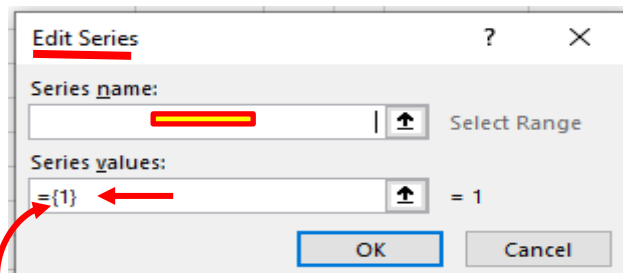 Edit Series ? ×
Series name:
Select Range
Series values:
={1} = 1
OK Cancel